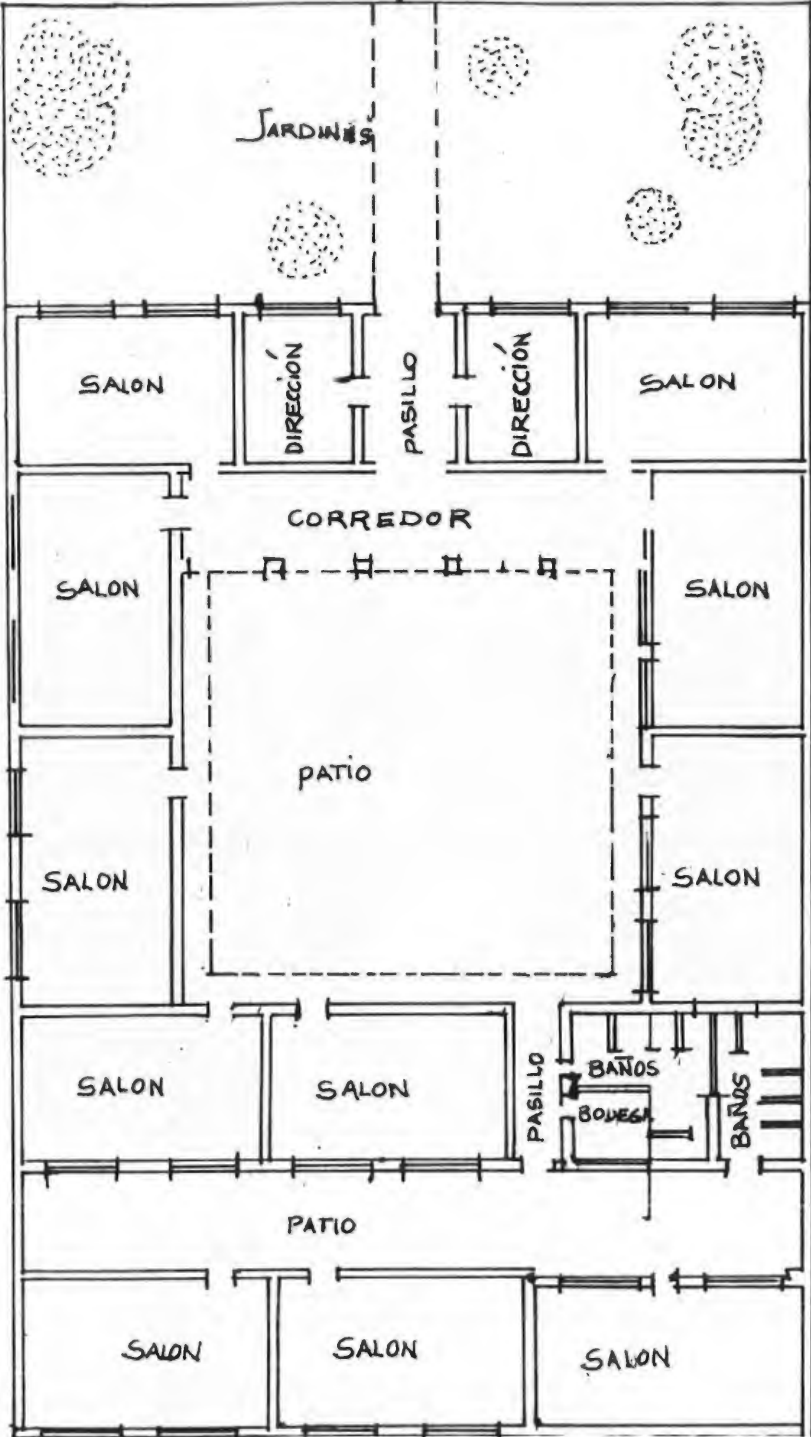 JARDINES
SALON
DIRECCIÓN
PASILLO
DIRECCIÓN
SALON
CORREDOR
SALON
SALON
PATIO
SALON
SALON
SALON
SALON
PASILLO
BAÑOS
BODEGA
BAÑOS
PATIO
SALON
SALON
SALON